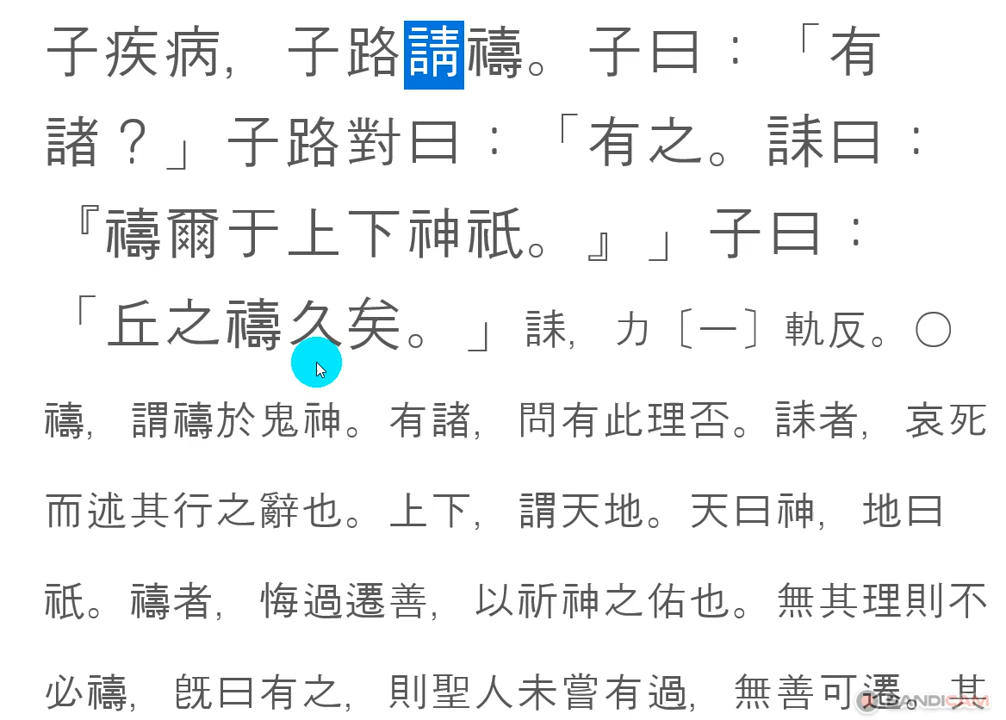 子疾病，子路請禱。子曰：「有
諸？」子路對曰：「有之。誄曰：
『禱爾于上下神祇。』」子曰：
「丘之禱久矣。」誄，力〔一〕軌反。〇
禱，謂禱於鬼神。有諸，問有此理否。誄者，哀死
而述其行之辭也。上下，謂天地。天曰神，地曰
祇。禱者，悔過遷善，以祈神之佑也。無其理則不
必禱，旣曰有之，則聖人未嘗有過，無善可遷。其
BANDICAM